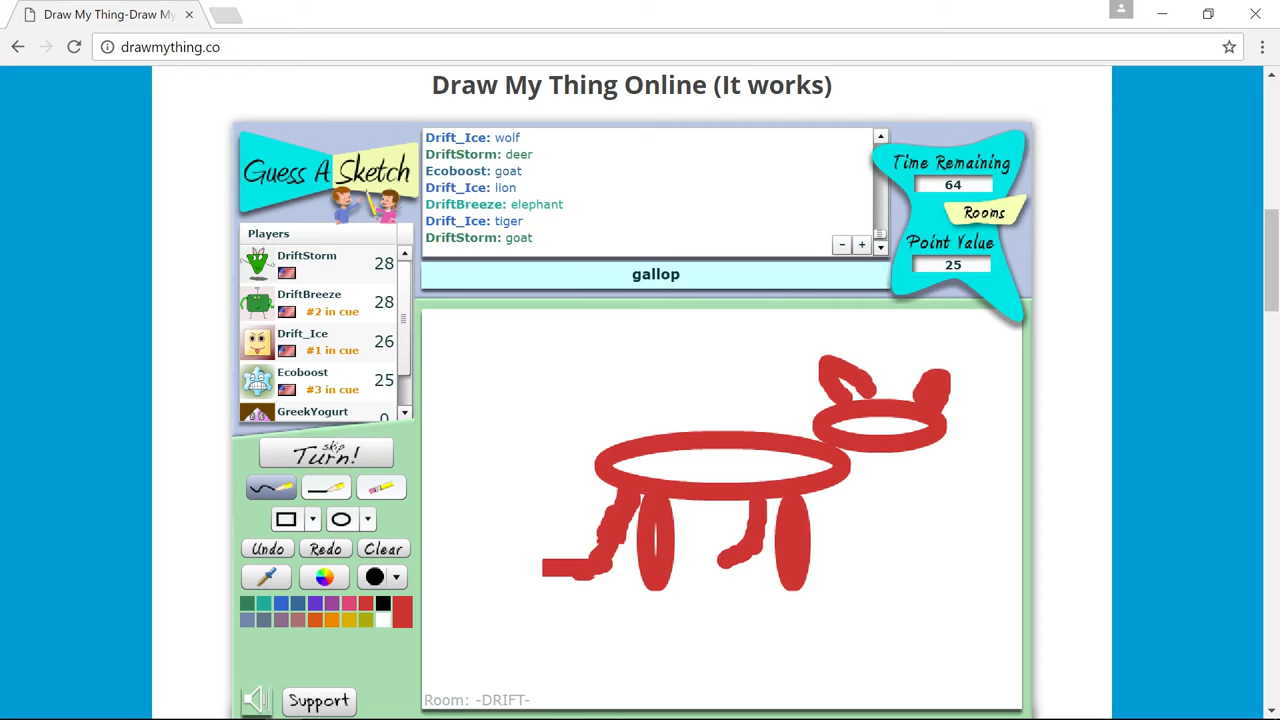 Draw My Thing-Draw My
drawmything.co
Draw My Thing Online (It works)
Guess A Sketch
Drift_Ice: wolf
DriftStorm: deer
Ecoboost: goat
Drift_Ice: lion
DriftBreeze: elephant
Drift_Ice: tiger
DriftStorm: goat
- +
gallop
Time Remaining
64
Rooms
Point Value
25
Players
DriftStorm 28
DriftBreeze 28
#2 in cue
Drift_Ice 26
#1 in cue
Ecoboost 25
#3 in cue
GreekYogurt 0
skip
Turn!
Undo Redo Clear
Support
Room: -DRIFT-